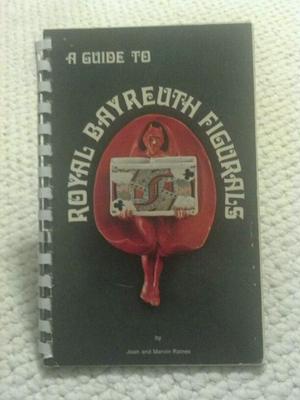 A GUIDE TO
ROYAL BAYREUTH FIGURALS
by
Joan and Marvin Raines